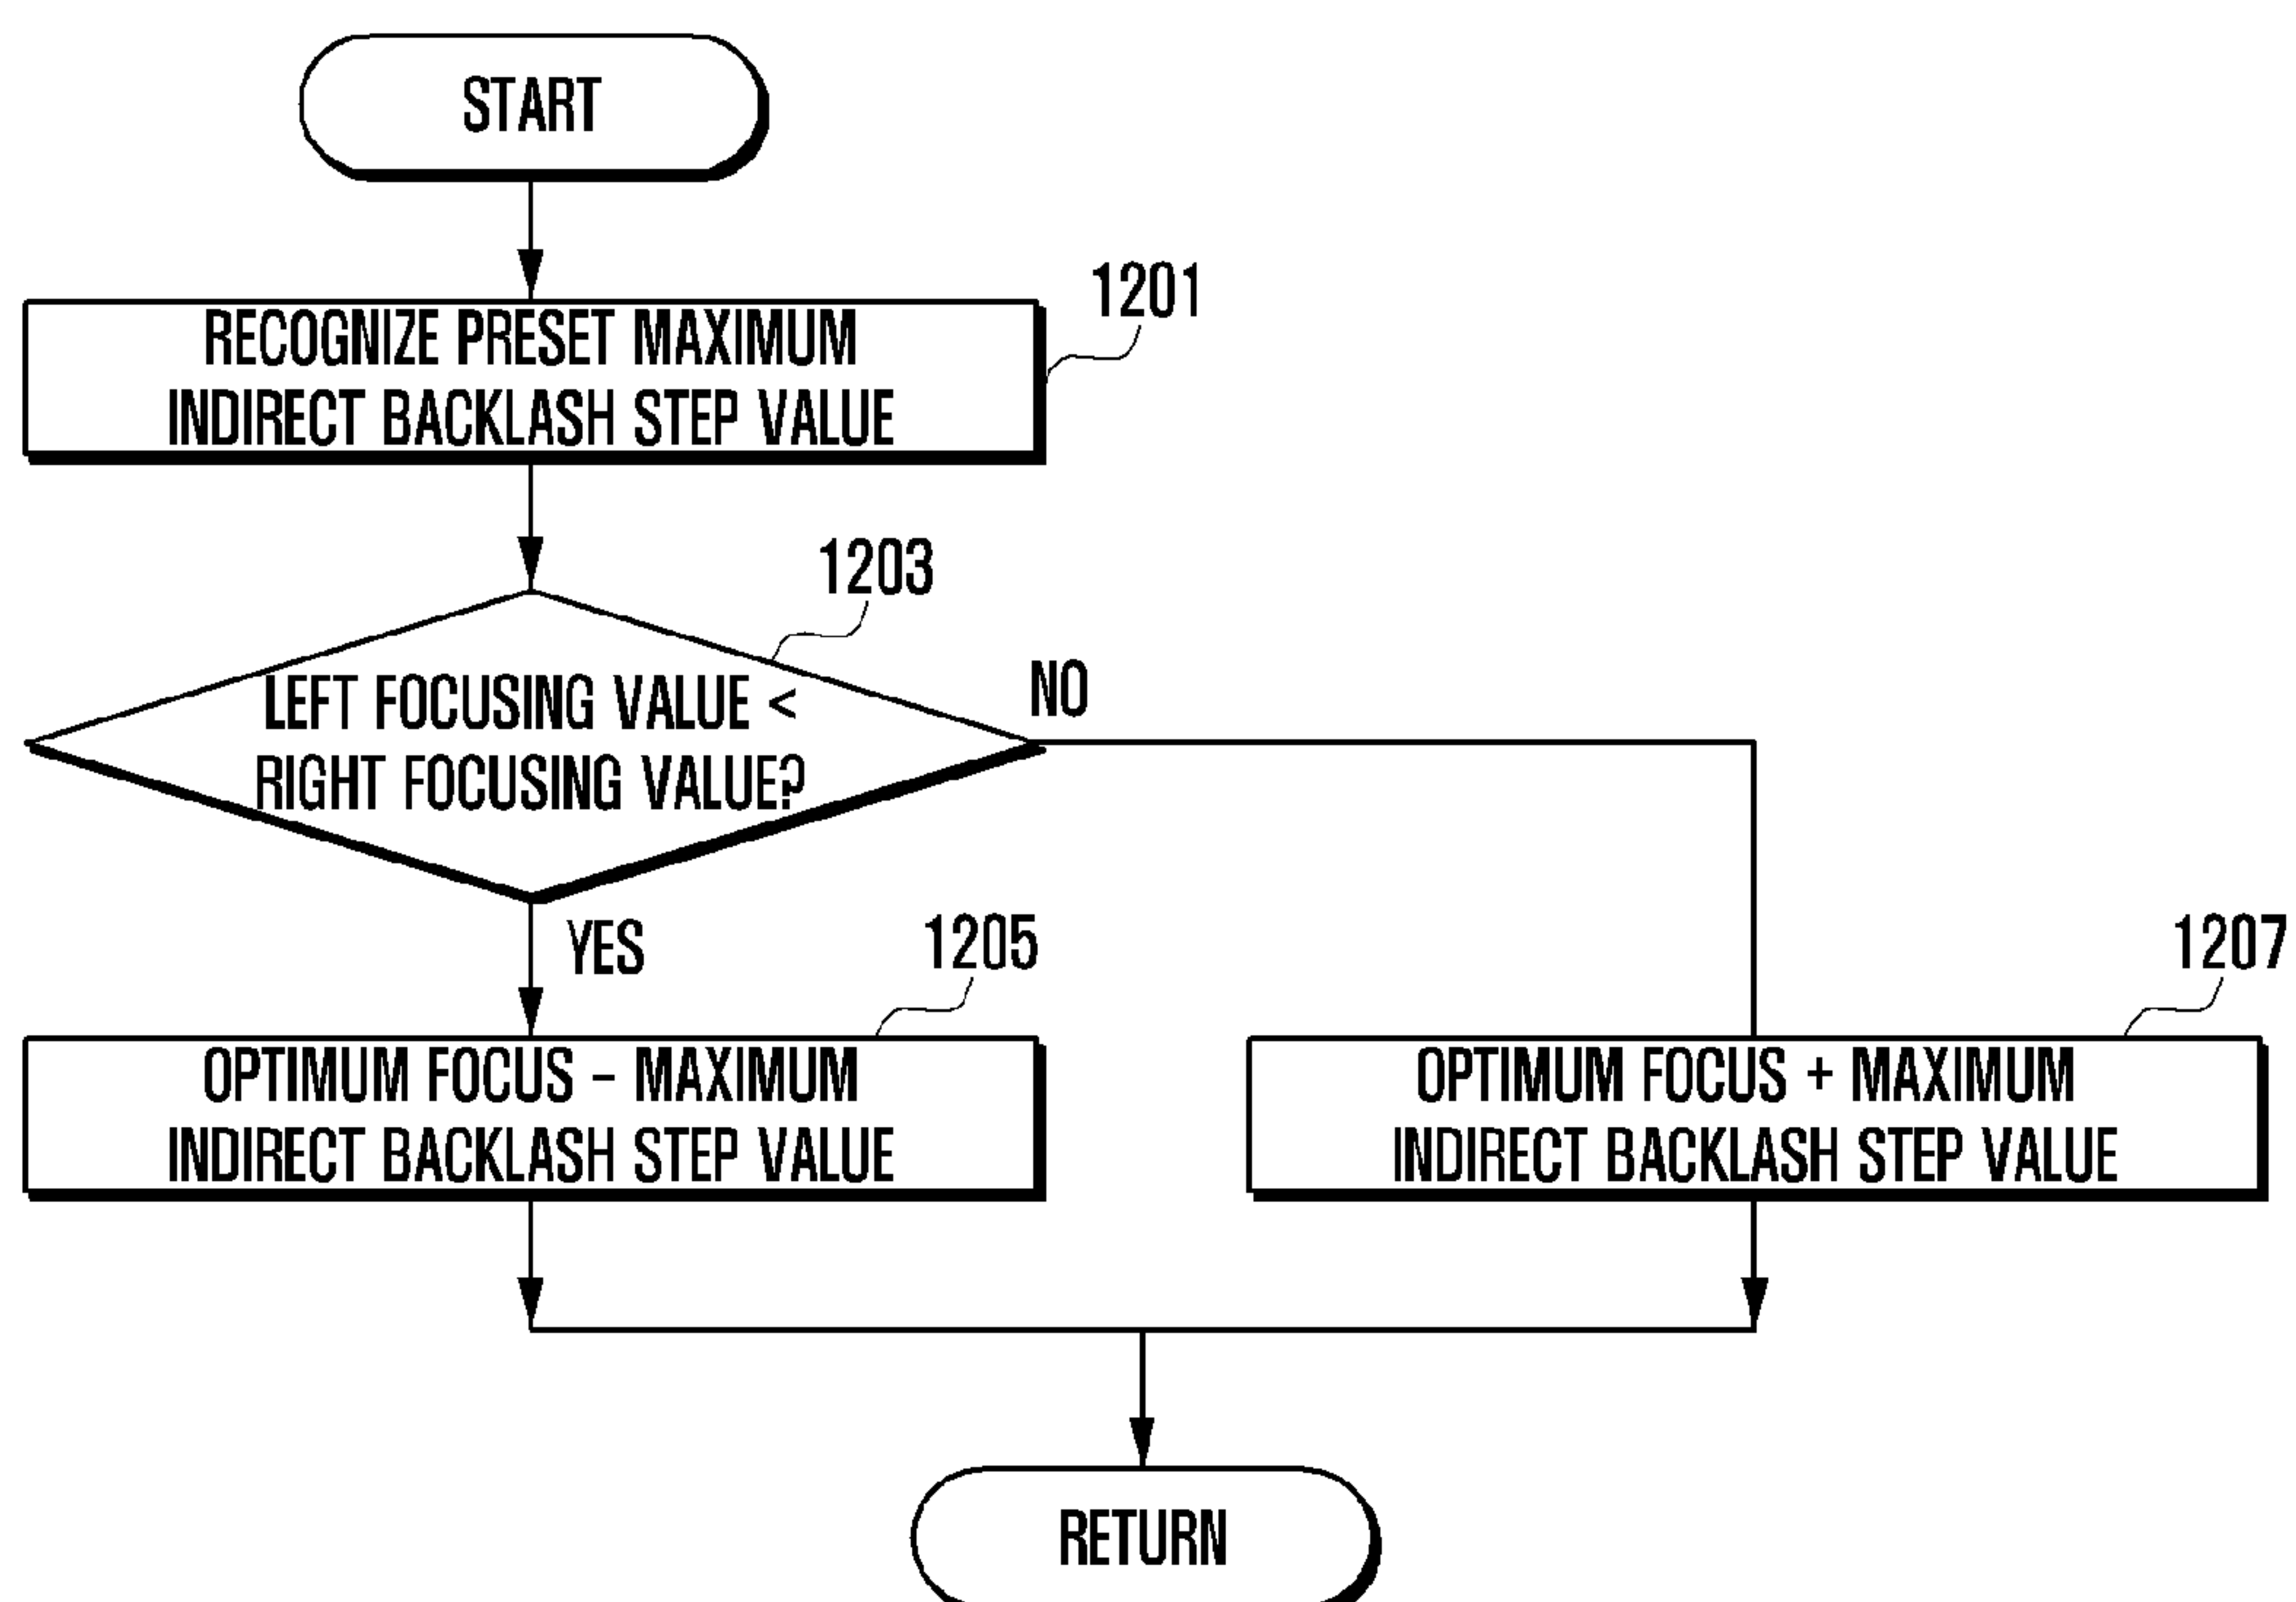 START
1201
RECOGNIZE PRESET MAXIMUM
INDIRECT BACKLASH STEP VALUE
1203
LEFT FOCUSING VALUE <
RIGHT FOCUSING VALUE?
NO
YES
1205
OPTIMUM FOCUS – MAXIMUM
INDIRECT BACKLASH STEP VALUE
1207
OPTIMUM FOCUS + MAXIMUM
INDIRECT BACKLASH STEP VALUE
RETURN